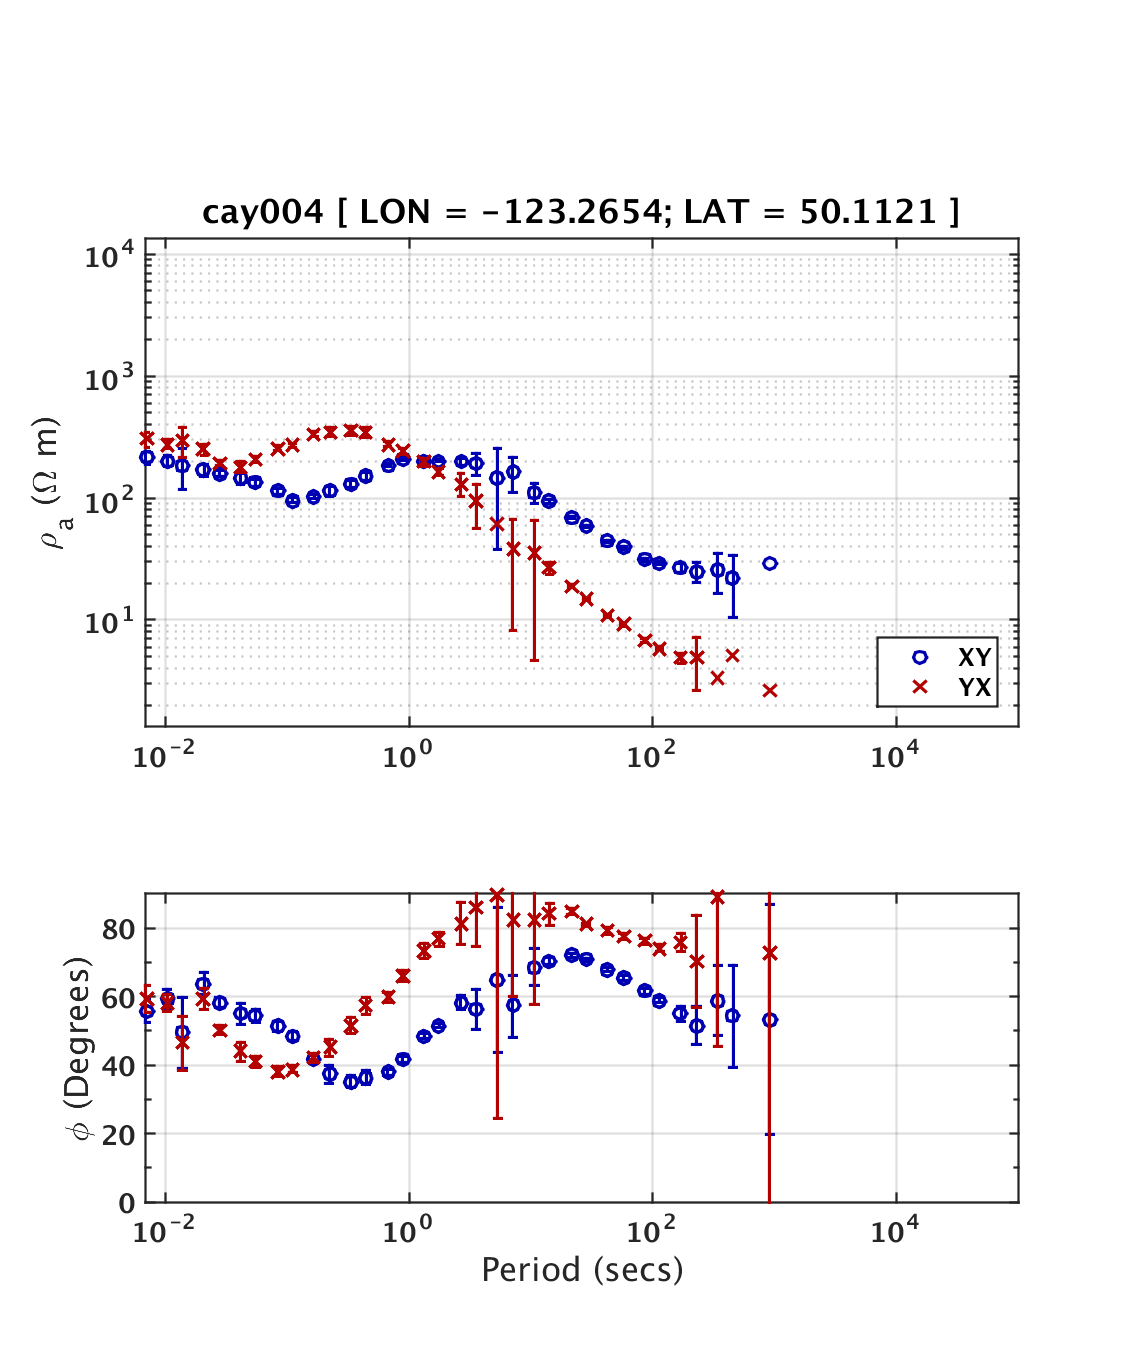 cay004 [ LON = -123.2654; LAT = 50.1121 ]
10^4
10^3
10^2
10^1
ρ_a (Ω m)
10^-2 10^0 10^2 10^4
XY
YX
80
60
40
20
0
ϕ (Degrees)
10^-2 10^0 10^2 10^4
Period (secs)